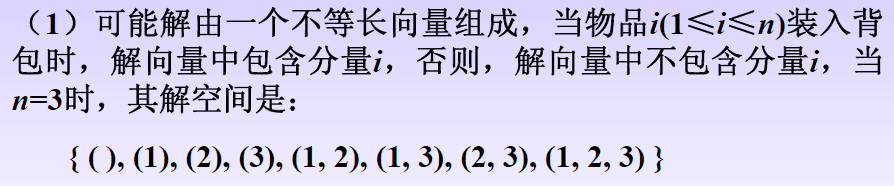 （1）可能解由一个不等长向量组成，当物品i(1≤i≤n)装入背
包时，解向量中包含分量i，否则，解向量中不包含分量i，当
n=3时，其解空间是：
{ ( ), (1), (2), (3), (1, 2), (1, 3), (2, 3), (1, 2, 3) }